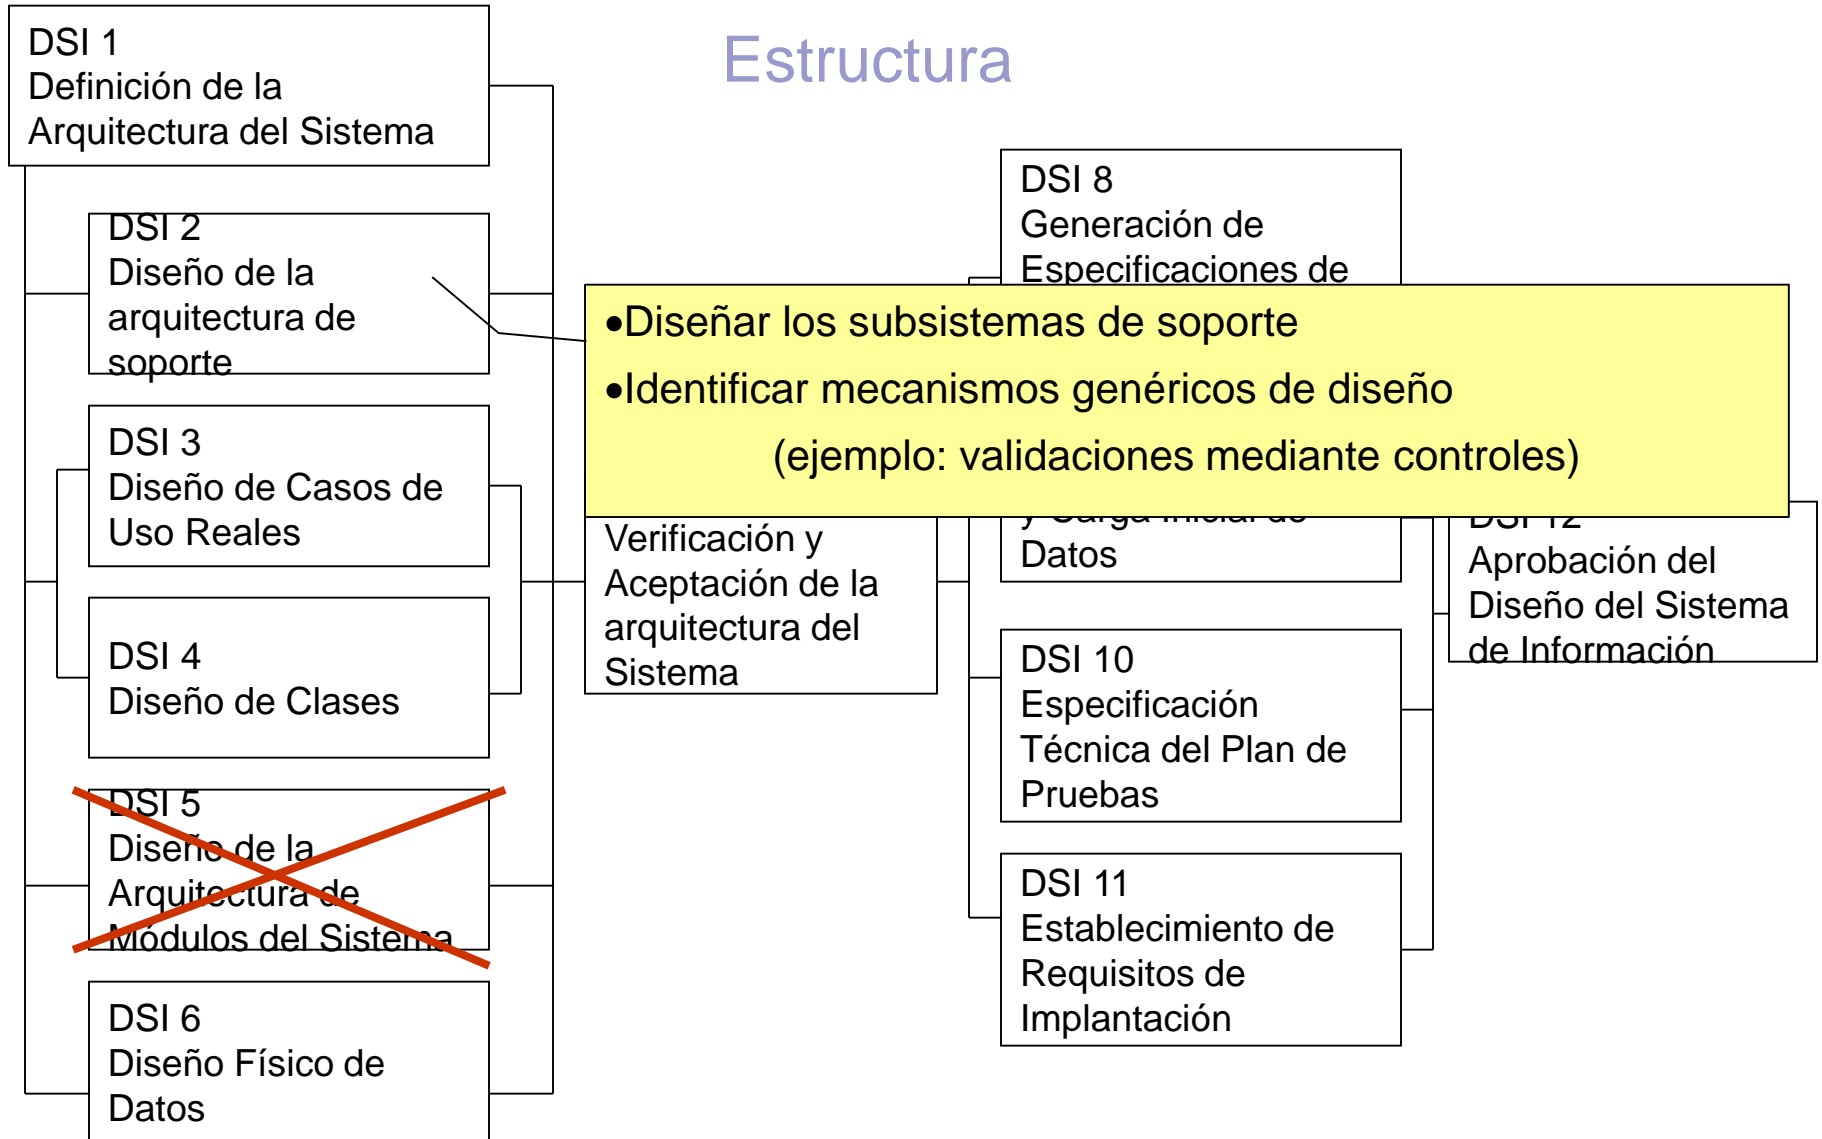 Estructura
DSI 1
Definición de la
Arquitectura del Sistema
DSI 2
Diseño de la
arquitectura de
soporte
DSI 3
Diseño de Casos de
Uso Reales
DSI 4
Diseño de Clases
DSI 5
Diseño de la
Arquitectura de
Módulos del Sistema
DSI 6
Diseño Físico de
Datos
•Diseñar los subsistemas de soporte
•Identificar mecanismos genéricos de diseño
(ejemplo: validaciones mediante controles)
Verificación y
Aceptación de la
arquitectura del
Sistema
DSI 8
Generación de
Especificaciones de
y Carga Inicial de
Datos
DSI 10
Especificación
Técnica del Plan de
Pruebas
DSI 11
Establecimiento de
Requisitos de
Implantación
DSI 12
Aprobación del
Diseño del Sistema
de Información